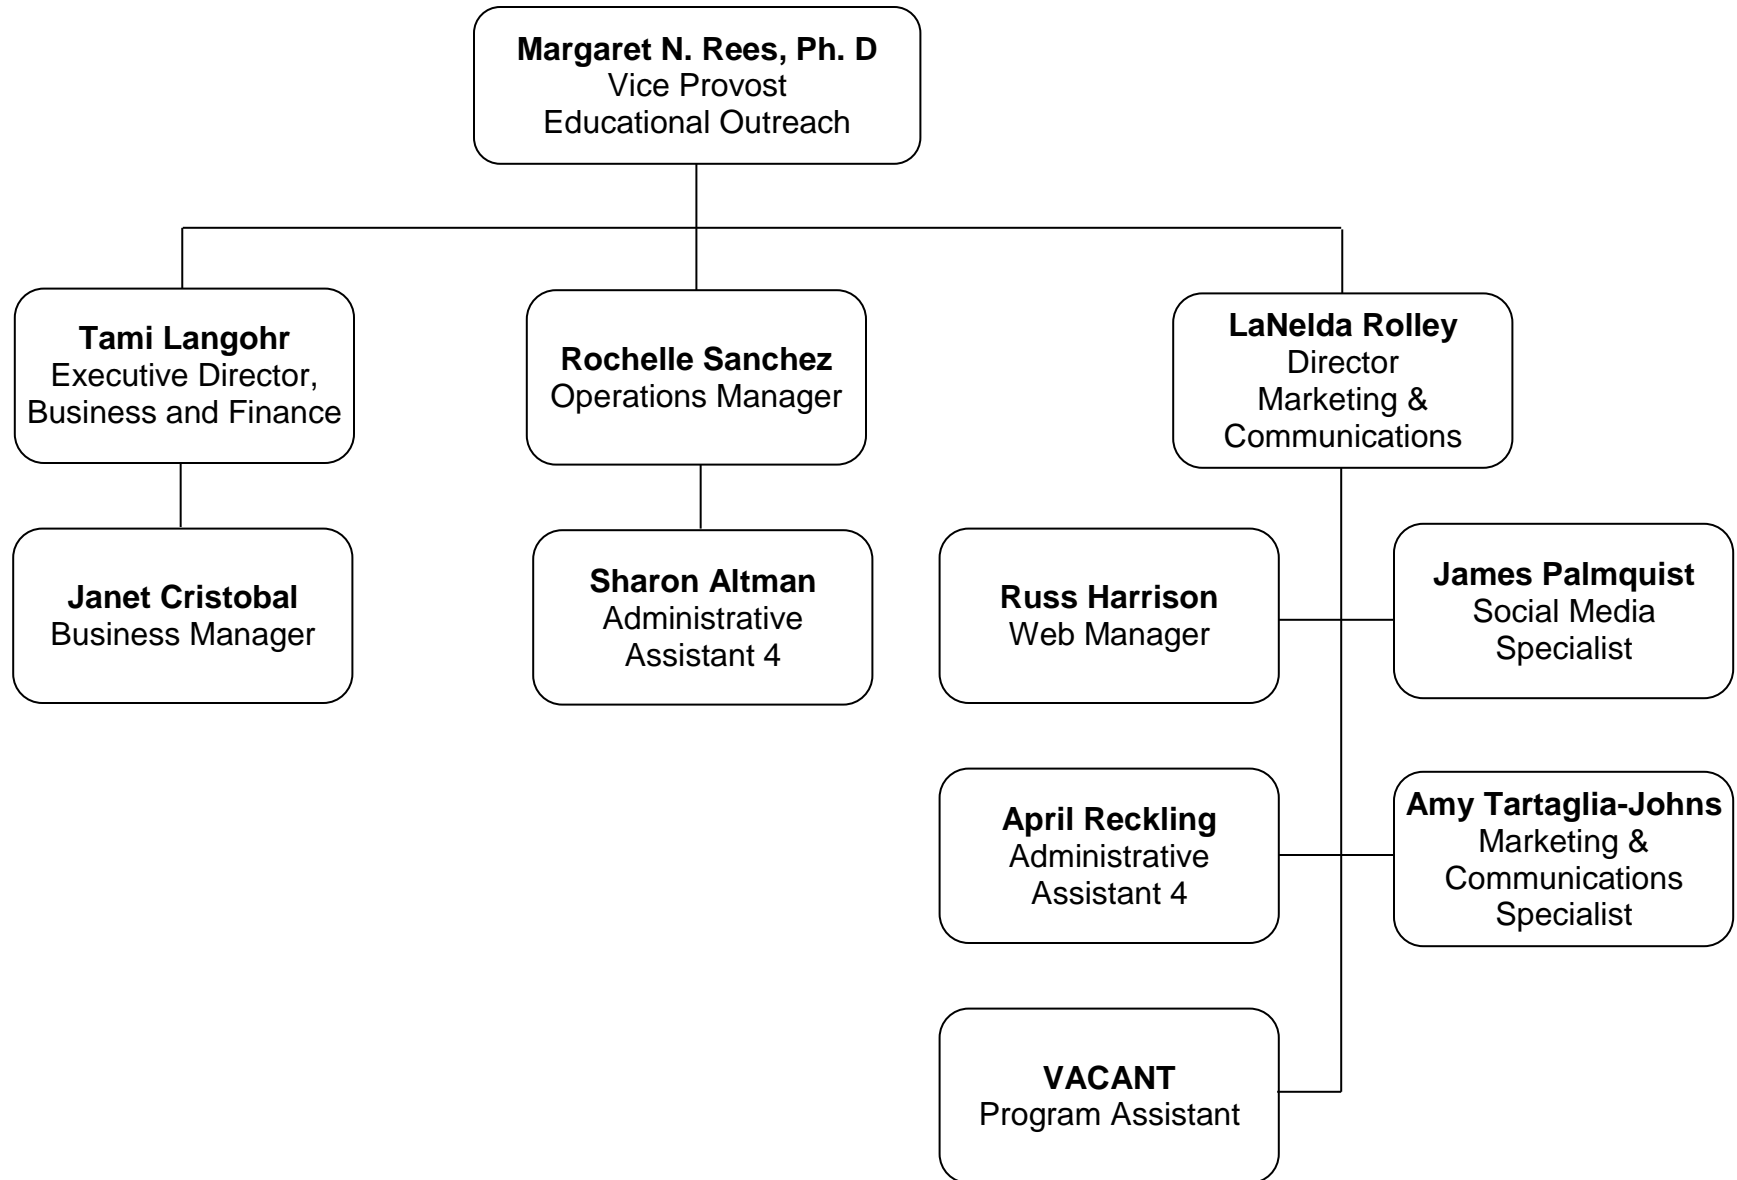 Margaret N. Rees, Ph. D
Vice Provost
Educational Outreach
Tami Langohr
Executive Director,
Business and Finance
Rochelle Sanchez
Operations Manager
LaNelda Rolley
Director
Marketing &
Communications
Janet Cristobal
Business Manager
Sharon Altman
Administrative
Assistant 4
Russ Harrison
Web Manager
James Palmquist
Social Media
Specialist
April Reckling
Administrative
Assistant 4
Amy Tartaglia-Johns
Marketing &
Communications
Specialist
VACANT
Program Assistant